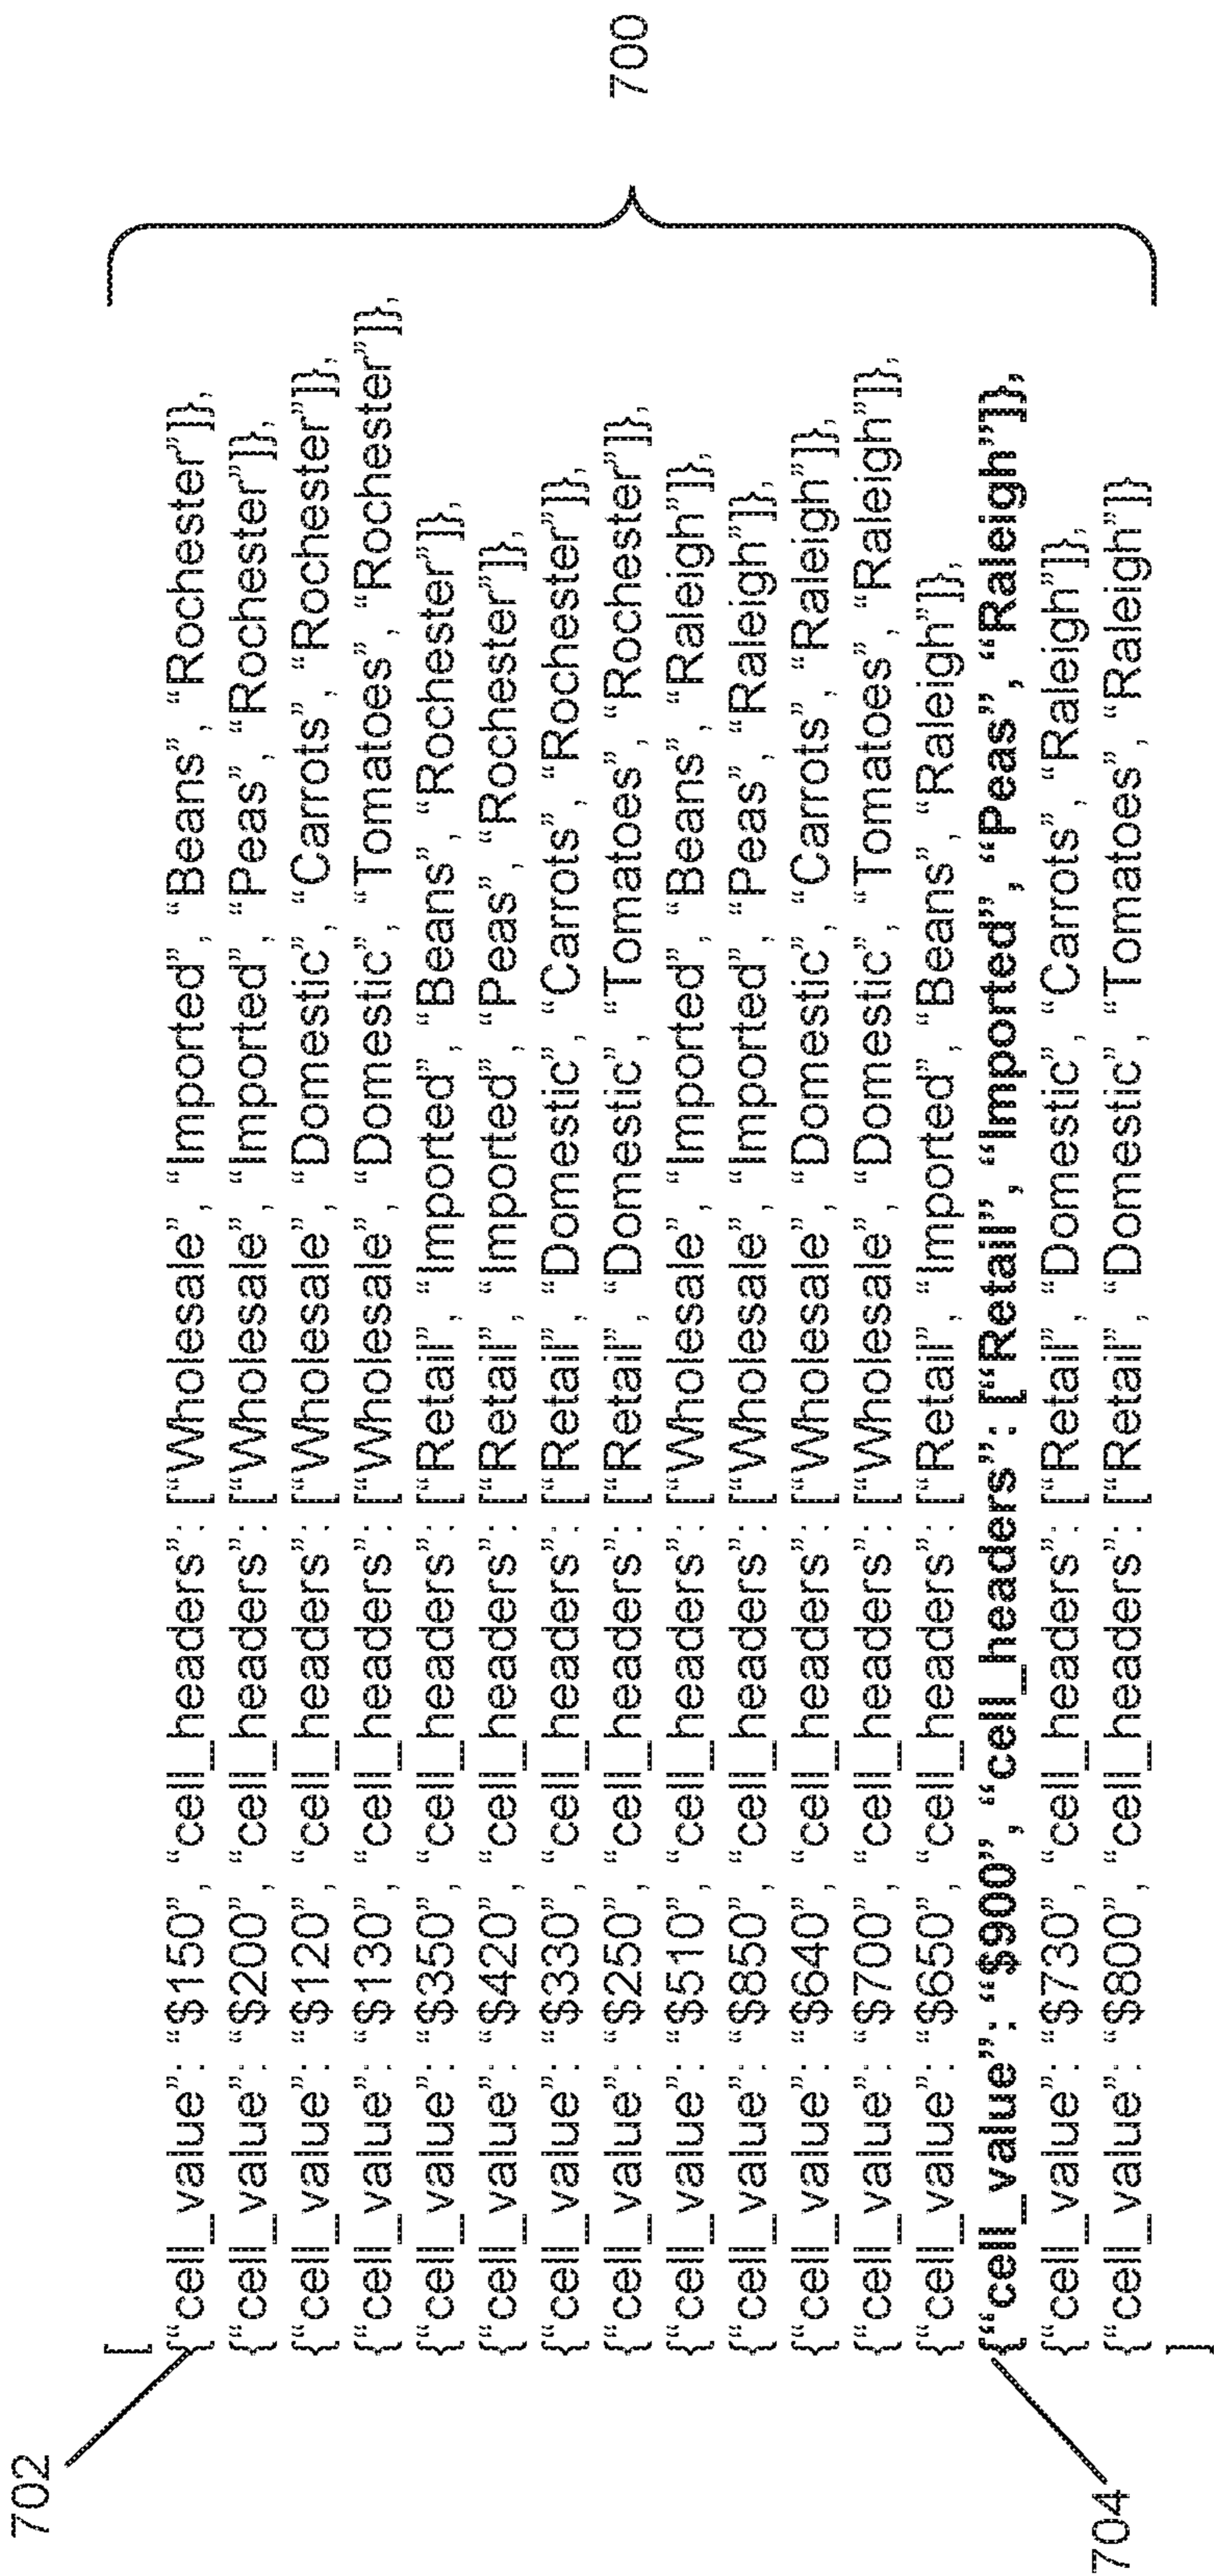 702
[
{“cell_value”: “$150”, “cell_headers”: [“Wholesale”, “Imported”, “Beans”, “Rochester”]},
{“cell_value”: “$200”, “cell_headers”: [“Wholesale”, “Imported”, “Peas”, “Rochester”]},
{“cell_value”: “$120”, “cell_headers”: [“Wholesale”, “Domestic”, “Carrots”, “Rochester”]},
{“cell_value”: “$130”, “cell_headers”: [“Wholesale”, “Domestic”, “Tomatoes”, “Rochester”]},
{“cell_value”: “$350”, “cell_headers”: [“Retail”, “Imported”, “Beans”, “Rochester”]},
{“cell_value”: “$420”, “cell_headers”: [“Retail”, “Imported”, “Peas”, “Rochester”]},
{“cell_value”: “$330”, “cell_headers”: [“Retail”, “Domestic”, “Carrots”, “Rochester”]},
{“cell_value”: “$250”, “cell_headers”: [“Retail”, “Domestic”, “Tomatoes”, “Rochester”]},
{“cell_value”: “$510”, “cell_headers”: [“Wholesale”, “Imported”, “Beans”, “Raleigh”]},
{“cell_value”: “$850”, “cell_headers”: [“Wholesale”, “Imported”, “Peas”, “Raleigh”]},
{“cell_value”: “$640”, “cell_headers”: [“Wholesale”, “Domestic”, “Carrots”, “Raleigh”]},
{“cell_value”: “$700”, “cell_headers”: [“Wholesale”, “Domestic”, “Tomatoes”, “Raleigh”]},
{“cell_value”: “$650”, “cell_headers”: [“Retail”, “Imported”, “Beans”, “Raleigh”]},
{“cell_value”: “$900”, “cell_headers”: [“Retail”, “Imported”, “Peas”, “Raleigh”]},
{“cell_value”: “$730”, “cell_headers”: [“Retail”, “Domestic”, “Carrots”, “Raleigh”]},
{“cell_value”: “$800”, “cell_headers”: [“Retail”, “Domestic”, “Tomatoes”, “Raleigh”]}
]
704
700